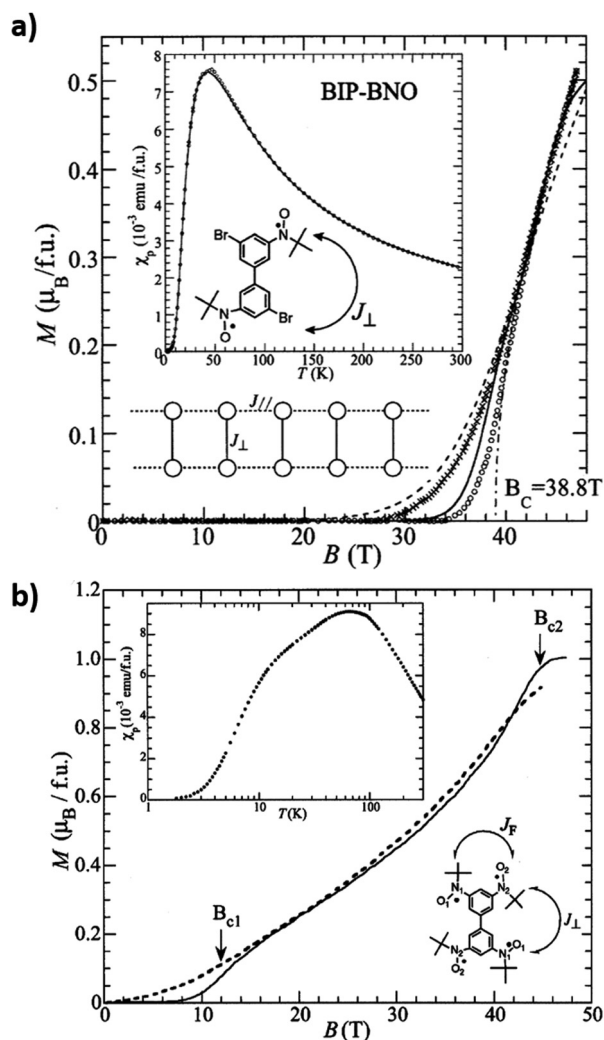 a)
0.5
0.4
0.3
0.2
0.1
0
M (μB/f.u.)
0 10 20 30 40
B (T)
BIP-BNO
8
7
6
5
4
3
2
1
0
χp (10⁻³ emu /f.u.)
0 50 100 150 200 250 300
T (K)
Br
O
N
N
O
Br
J⊥
J//
J⊥
BC=38.8T
b)
1.2
1.0
0.8
0.6
0.4
0.2
0
M (μB / f.u.)
0 10 20 30 40 50
B (T)
8
6
4
2
0
χp(10⁻³ emu/f.u.)
1 10 100
T(K)
Bc1
Bc2
JF
O2
N1
O1
N2
J⊥
N2
O2
N1
O1